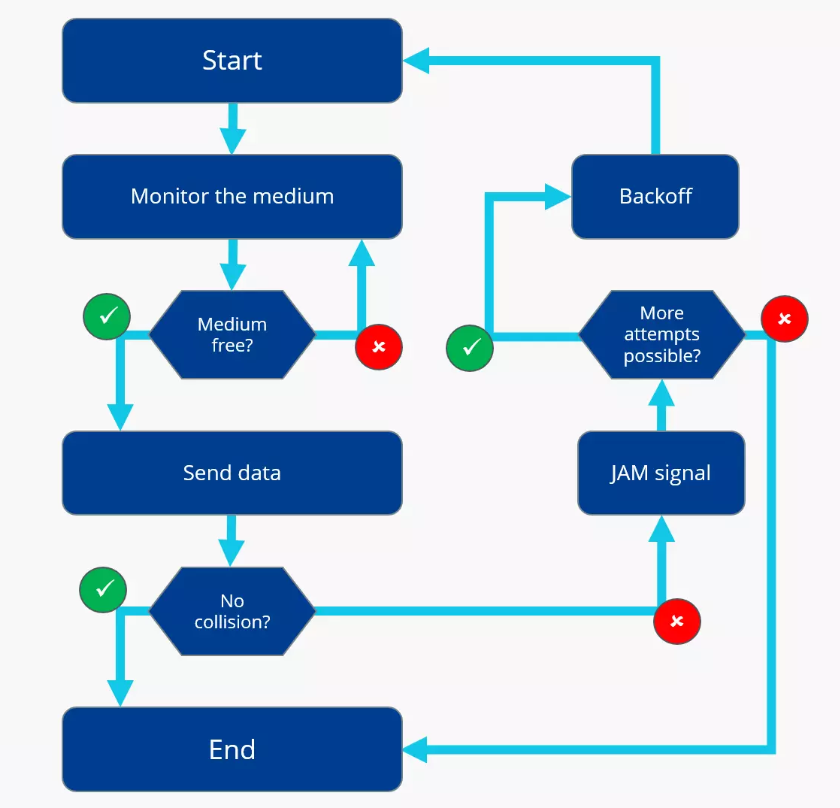 Start
Monitor the medium
Backoff
Medium
free?
More
attempts
possible?
Send data
JAM signal
No
collision?
End